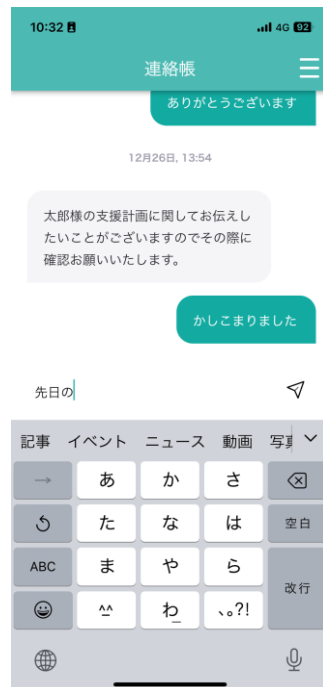 10:32
4G 92
連絡帳
ありがとうござい ます
12月26日, 13:54
太郎様の支援計画に関してお伝えし
たいことがございますのでその際に
確認お願いいたします。
かしこまりました
先日の
記事 イベント ニュース 動画 写真
→ あ か さ
た な は 空白
ABC ま や ら 改行
^^ わ 、。?!